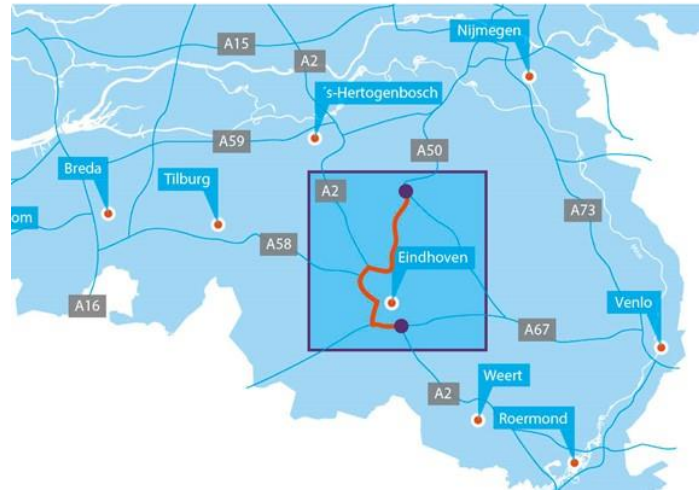 A15
A2
Nijmegen
's-Hertogenbosch
A59
A50
Breda
Tilburg
A2
A73
om
A58
Eindhoven
A16
Venlo
A67
Weert
A2
Roermond